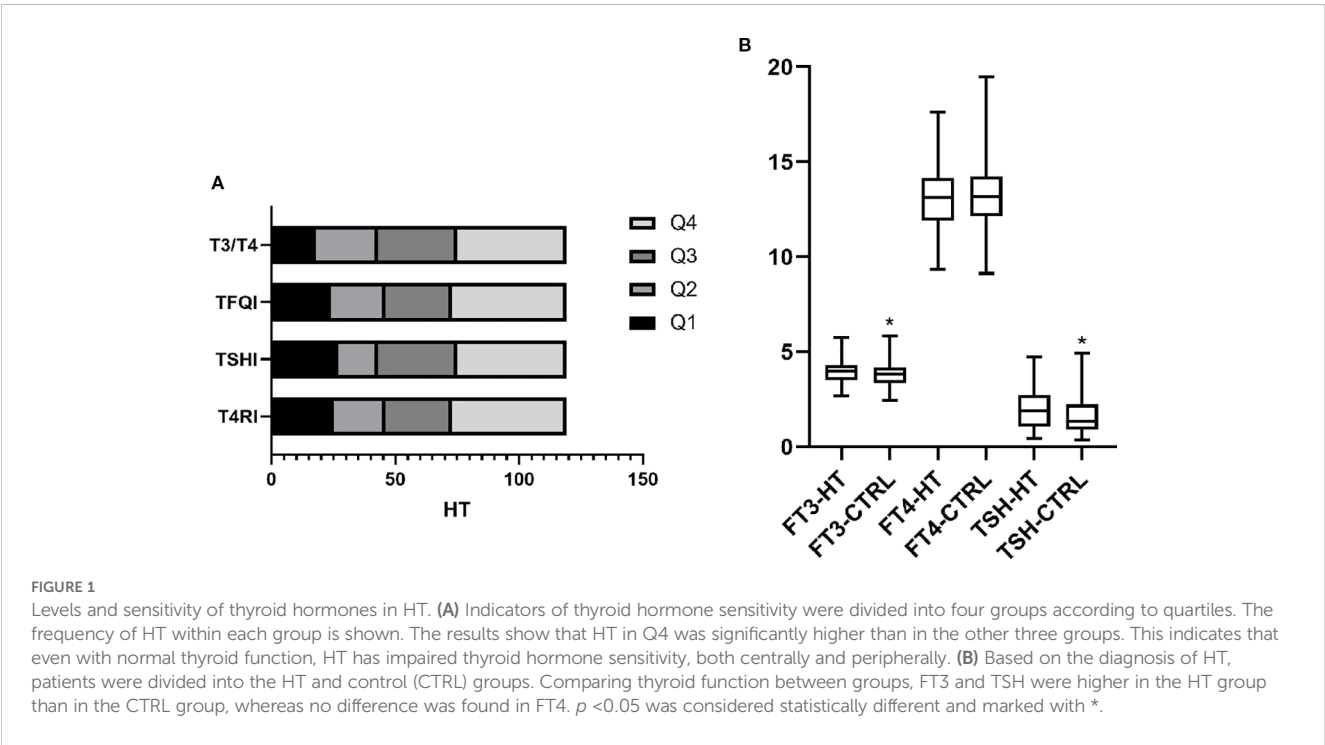 A
T3/T4
TFQI
TSHI
T4RI
0
50
100
150
HT
Q4
Q3
Q2
Q1
B
20
15
10
5
0
*
*
FT3-HT
FT3-CTRL
FT4-HT
FT4-CTRL
TSH-HT
TSH-CTRL
FIGURE 1
Levels and sensitivity of thyroid hormones in HT. (A) Indicators of thyroid hormone sensitivity were divided into four groups according to quartiles. The
frequency of HT within each group is shown. The results show that HT in Q4 was significantly higher than in the other three groups. This indicates that
even with normal thyroid function, HT has impaired thyroid hormone sensitivity, both centrally and peripherally. (B) Based on the diagnosis of HT,
patients were divided into the HT and control (CTRL) groups. Comparing thyroid function between groups, FT3 and TSH were higher in the HT group
than in the CTRL group, whereas no difference was found in FT4. p <0.05 was considered statistically different and marked with *.